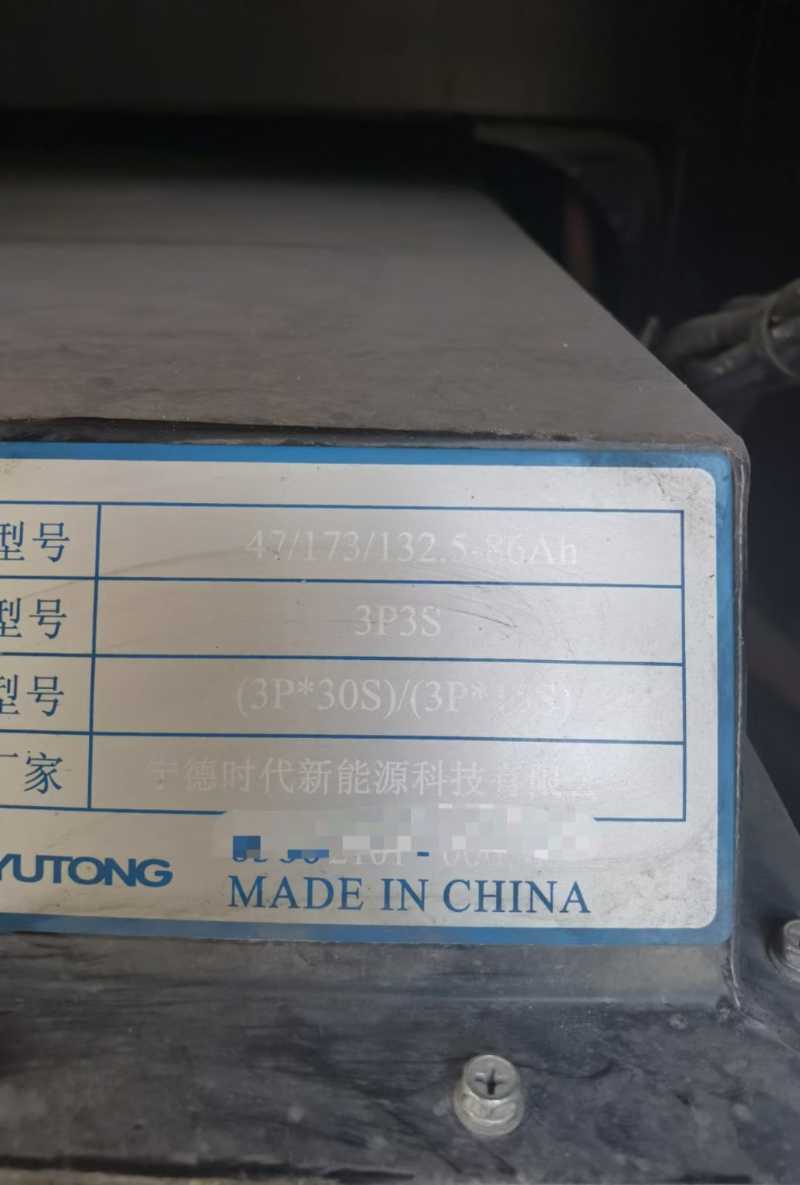 型号 47/173/132.5-86Ah
型号 3P3S
型号 (3P*30S)/(3P*
家 宁德时代新能源科技有限
YUTONG
MADE IN CHINA